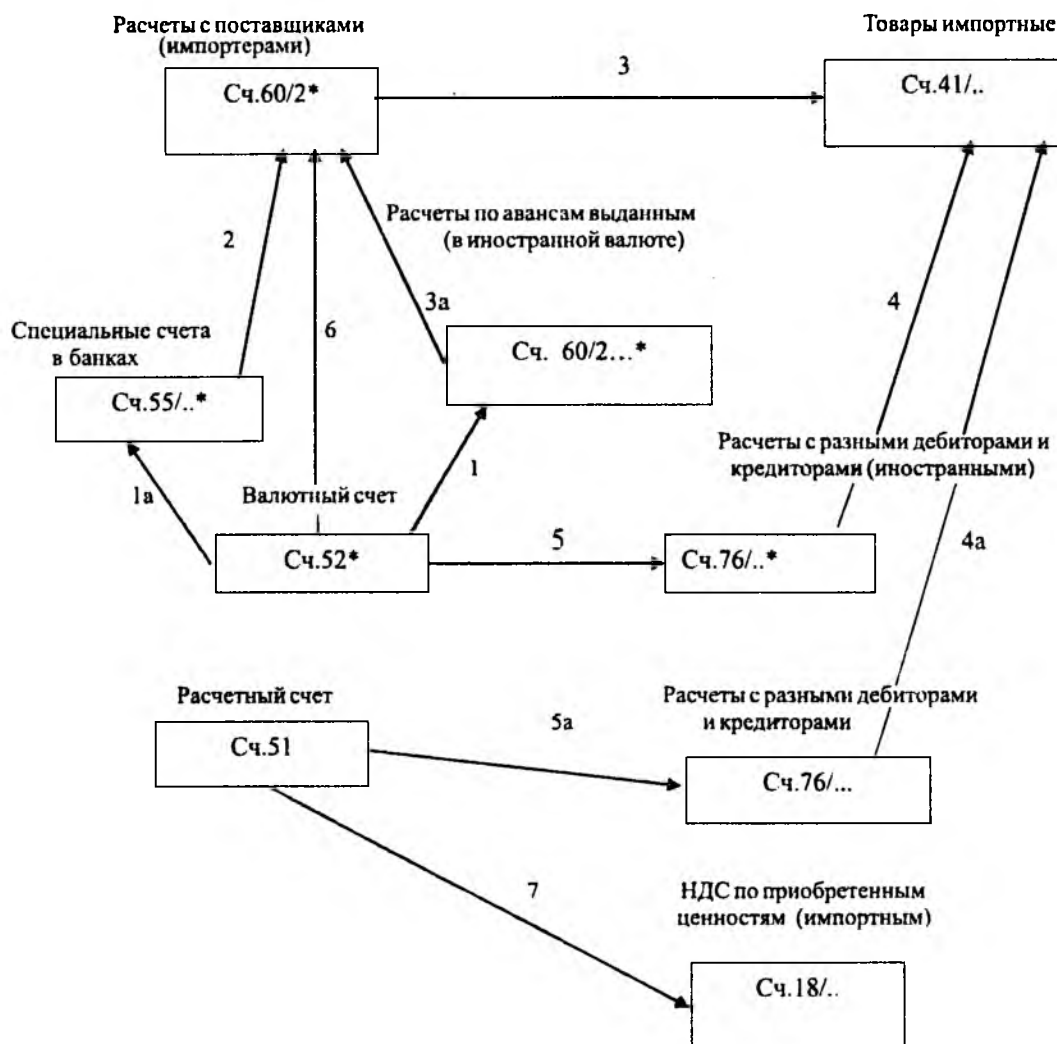 Расчеты с поставщиками
(импортерами)
Товары импортные
Сч.60/2*
3
Сч.41/..
Расчеты по авансам выданным
(в иностранной валюте)
2
6
3а
4
Специальные счета
в банках
Сч. 60/2...*
Сч.55/..*
Расчеты с разными дебиторами и
кредиторами (иностранными)
1а
Валютный счет
1
Сч.52*
5
Сч.76/..*
4а
Расчетный счет
Расчеты с разными дебиторами
и кредиторами
5а
Сч.51
Сч.76/...
7
НДС по приобретенным
ценностям (импортным)
Сч.18/..